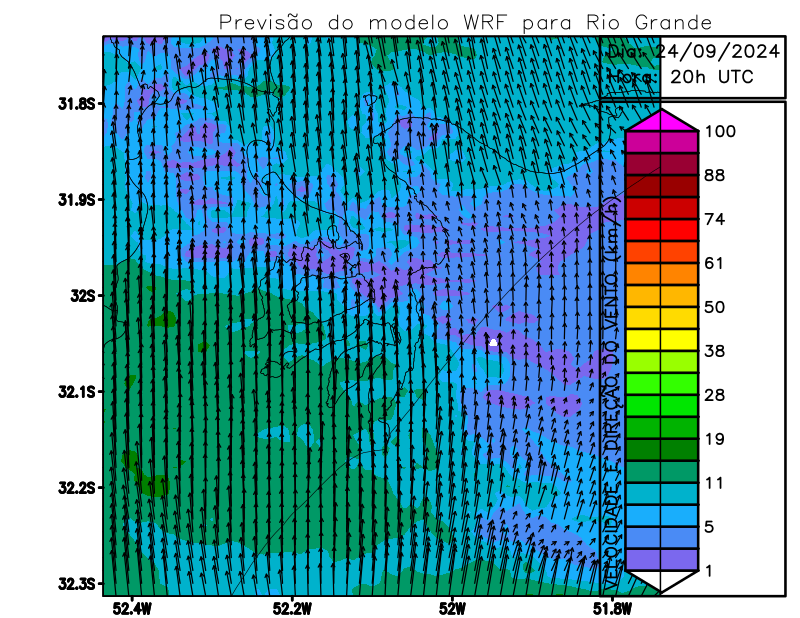 Previsão do modelo WRF para Rio Grande
Dia: 24/09/2024
Hora: 20h UTC
31.8S
31.9S
32S
32.1S
32.2S
32.3S
52.4W
52.2W
52W
51.8W
VELOCIDADE E DIREÇÃO DO VENTO (km/h)
100
88
74
61
50
38
28
19
11
5
1